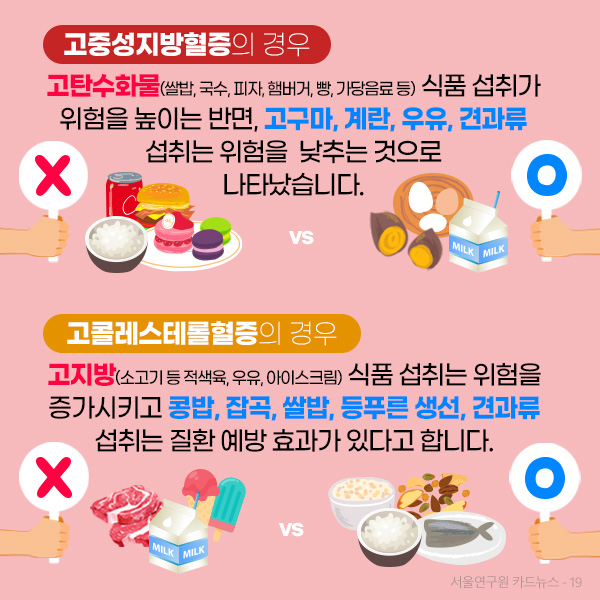 고중성지방혈증의 경우
고탄수화물(쌀밥, 국수, 피자, 햄버거, 빵, 가당음료 등) 식품 섭취가
위험을 높이는 반면, 고구마, 계란, 우유, 견과류
섭취는 위험을 낮추는 것으로
나타났습니다.
X
O
C
vs
MILK MILK
고콜레스테롤혈증의 경우
고지방(소고기 등 적색육, 우유, 아이스크림) 식품 섭취는 위험을
증가시키고 콩밥, 잡곡, 쌀밥, 등푸른 생선, 견과류
섭취는 질환 예방 효과가 있다고 합니다.
X
O
MILK MILK
vs
서울연구원 카드뉴스 - 19